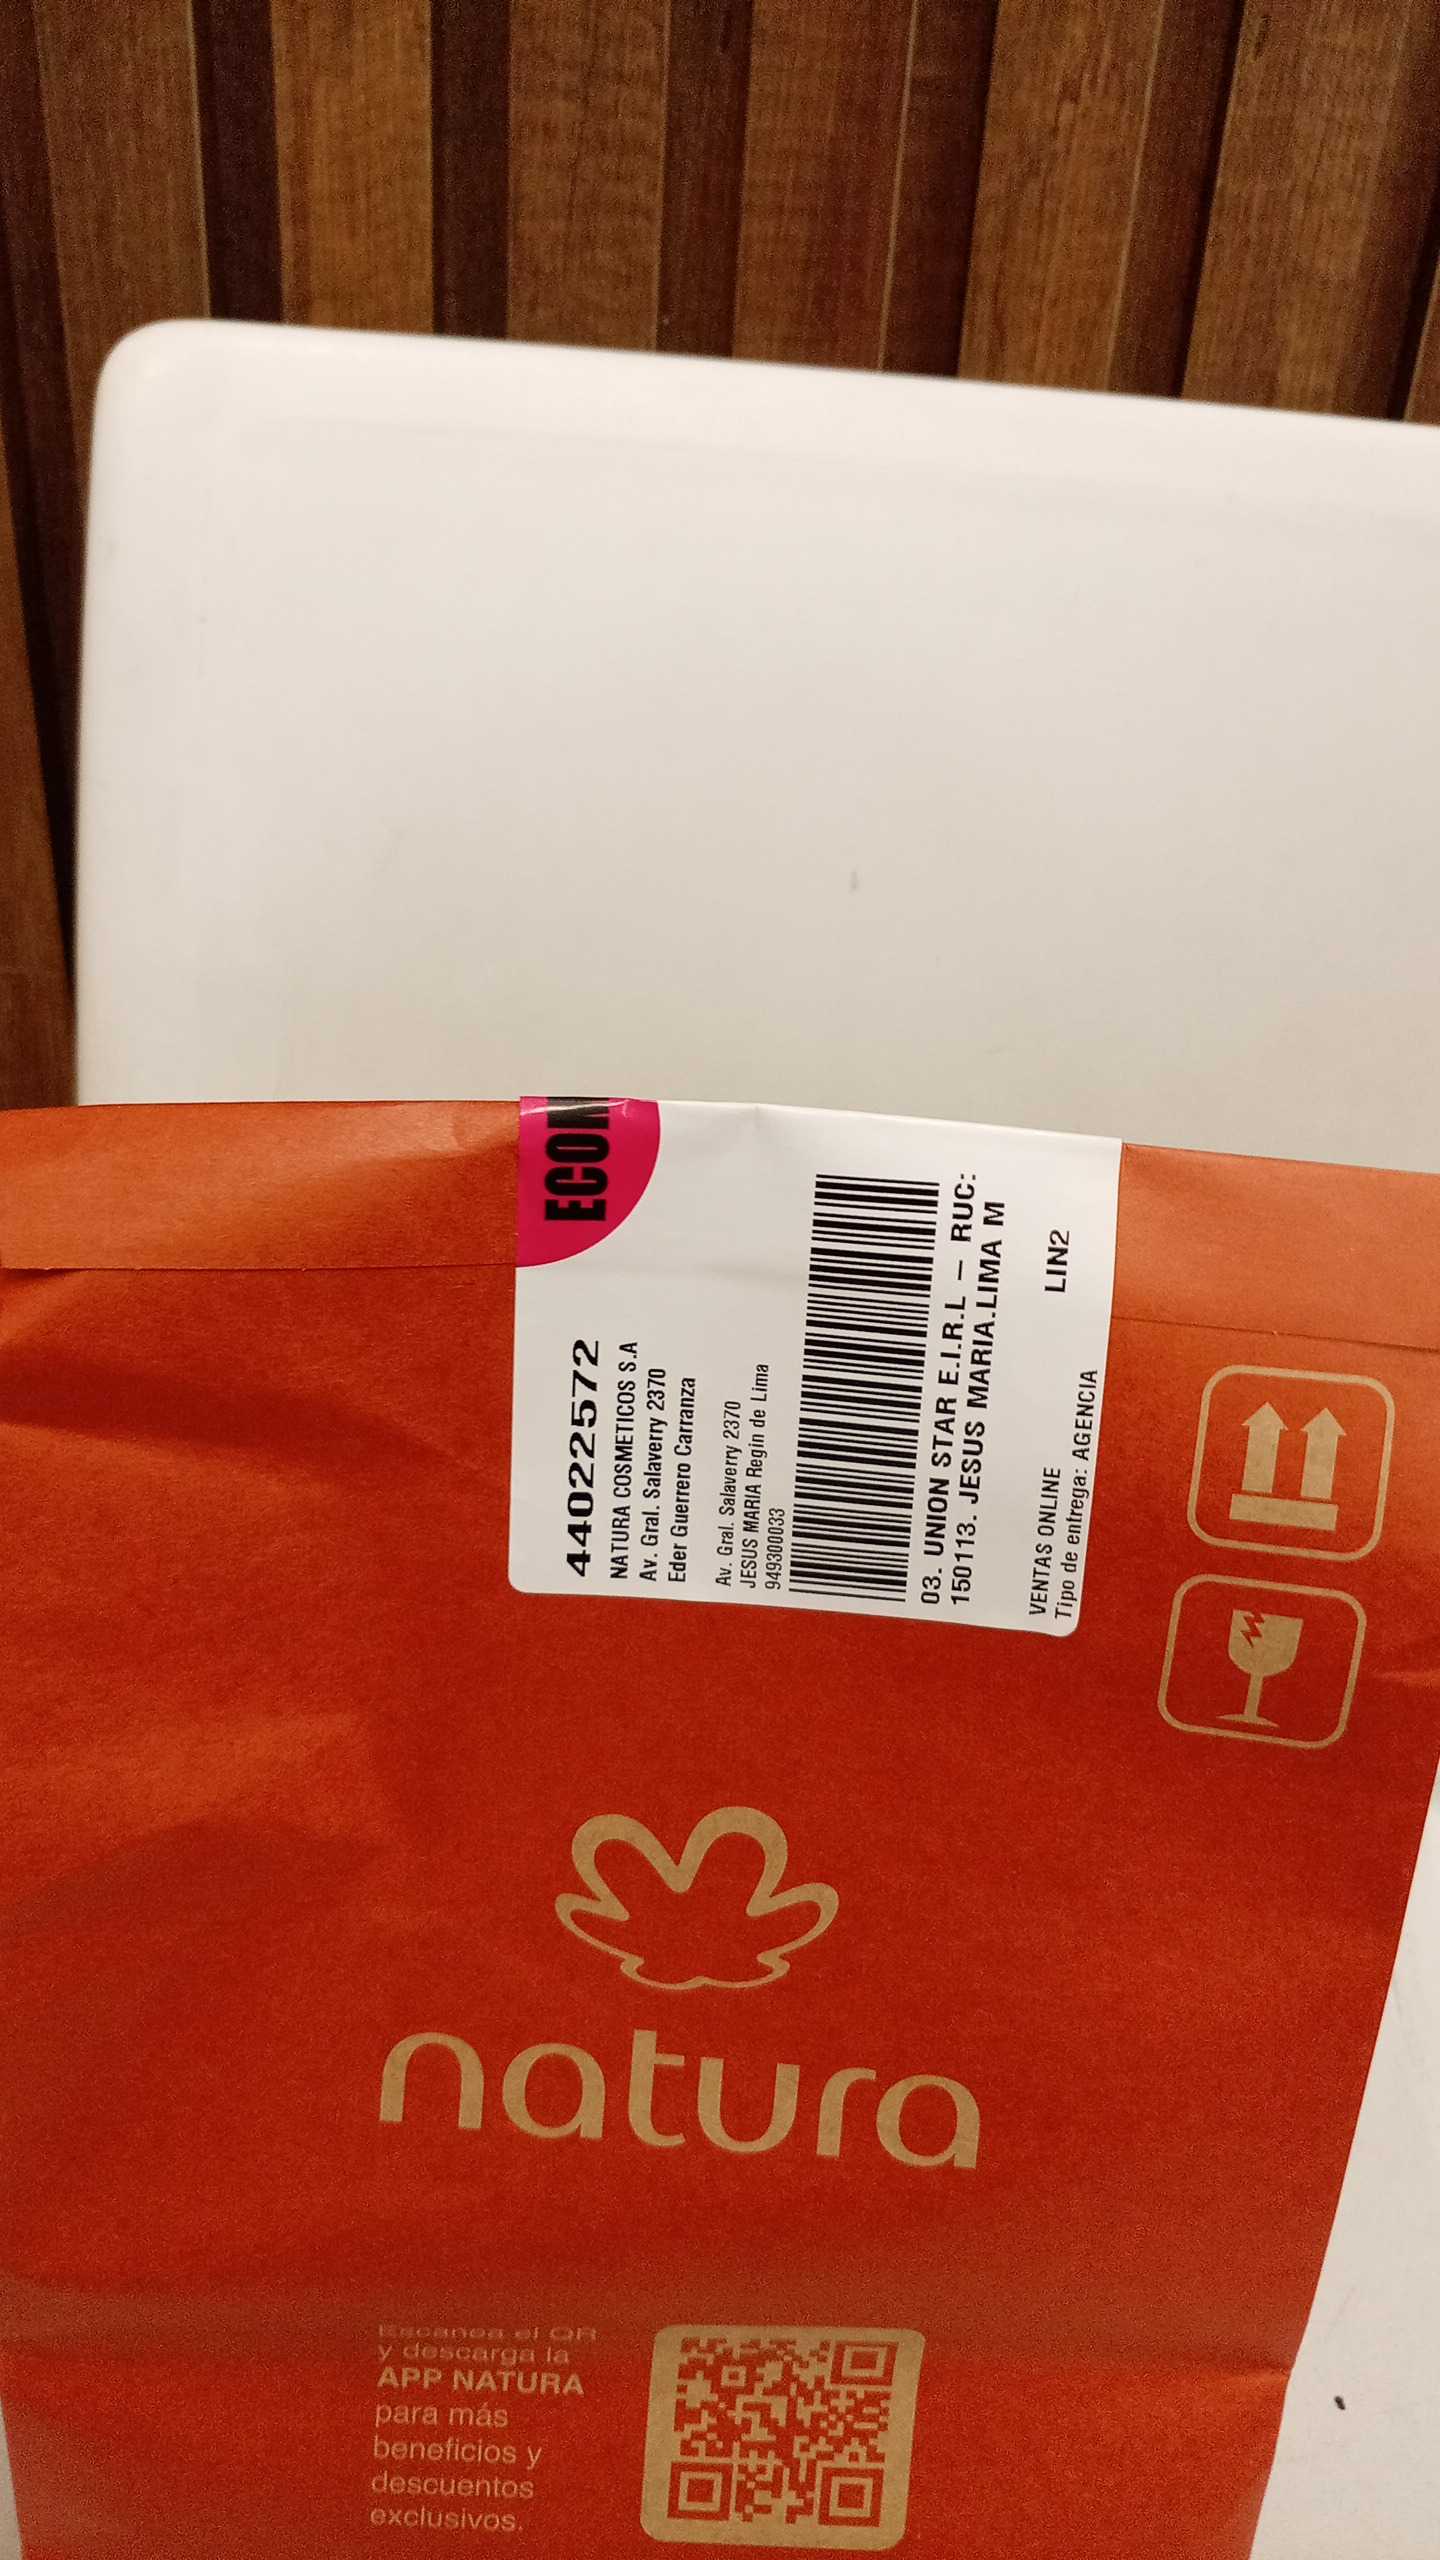 ECON
44022572
NATURA COSMETICOS S.A
Av. Gral. Salaverry 2370
Eder Guerrero Carranza
Av. Gral. Salaverry 2370
JESUS MARIA Regin de Lima
949300033
03. UNION STAR E.I.R.L – RUC:
150113. JESUS MARIA.LIMA M
LIN2
VENTAS ONLINE
Tipo de entrega: AGENCIA
natura
Escanea el QR
y descarga la
APP NATURA
para más
beneficios y
descuentos
exclusivos.